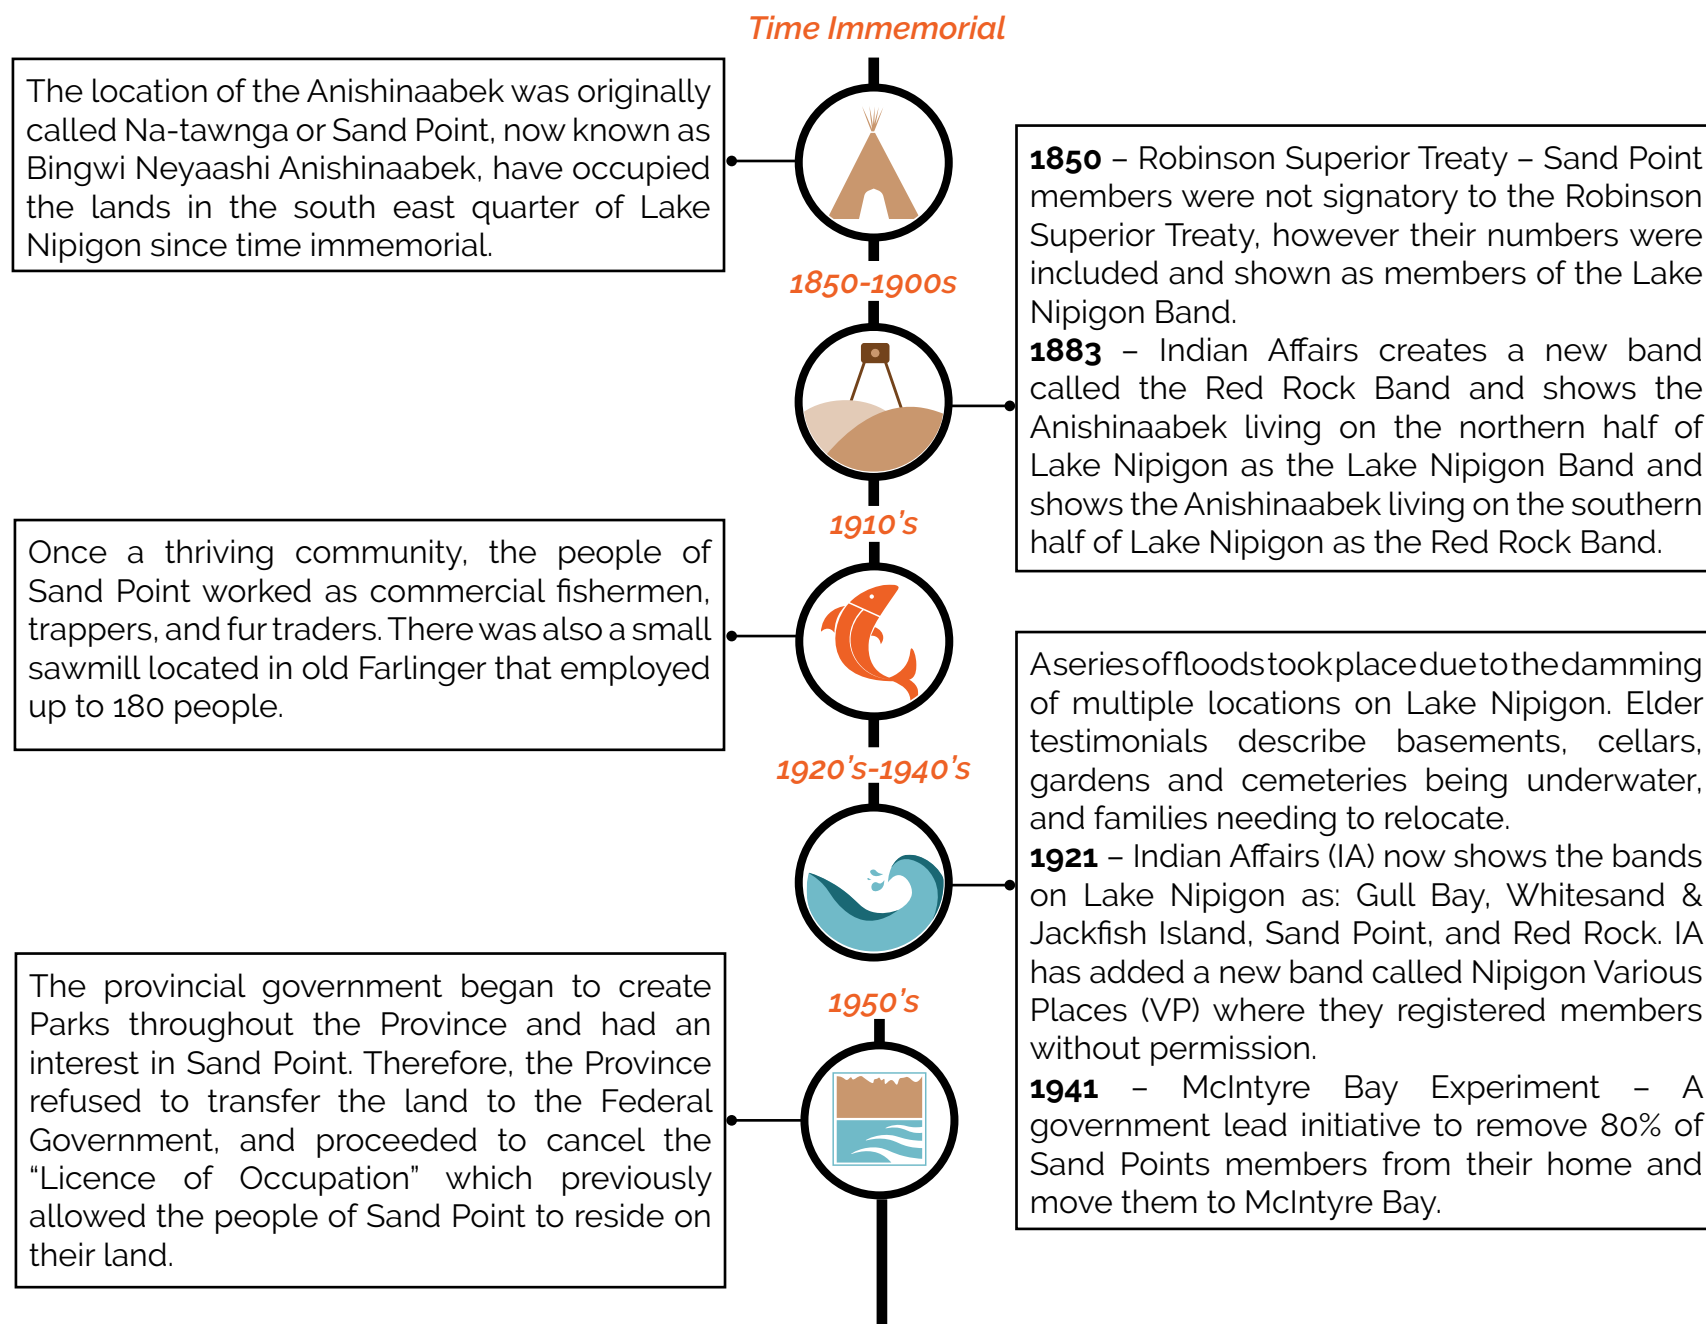 Time Immemorial
The location of the Anishinaabek was originally
called Na-tawnga or Sand Point, now known as
Bingwi Neyaashi Anishinaabek, have occupied
the lands in the south east quarter of Lake
Nipigon since time immemorial.
1850-1900s
1850 – Robinson Superior Treaty – Sand Point
members were not signatory to the Robinson
Superior Treaty, however their numbers were
included and shown as members of the Lake
Nipigon Band.
1883 – Indian Affairs creates a new band
called the Red Rock Band and shows the
Anishinaabek living on the northern half of
Lake Nipigon as the Lake Nipigon Band and
shows the Anishinaabek living on the southern
half of Lake Nipigon as the Red Rock Band.
1910's
Once a thriving community, the people of
Sand Point worked as commercial fishermen,
trappers, and fur traders. There was also a small
sawmill located in old Farlinger that employed
up to 180 people.
1920's-1940's
A series of floods took place due to the damming
of multiple locations on Lake Nipigon. Elder
testimonials describe basements, cellars,
gardens and cemeteries being underwater,
and families needing to relocate.
1921 – Indian Affairs (IA) now shows the bands
on Lake Nipigon as: Gull Bay, Whitesand &
Jackfish Island, Sand Point, and Red Rock. IA
has added a new band called Nipigon Various
Places (VP) where they registered members
without permission.
1941 – McIntyre Bay Experiment – A
government lead initiative to remove 80% of
Sand Points members from their home and
move them to McIntyre Bay.
1950's
The provincial government began to create
Parks throughout the Province and had an
interest in Sand Point. Therefore, the Province
refused to transfer the land to the Federal
Government, and proceeded to cancel the
“Licence of Occupation” which previously
allowed the people of Sand Point to reside on
their land.